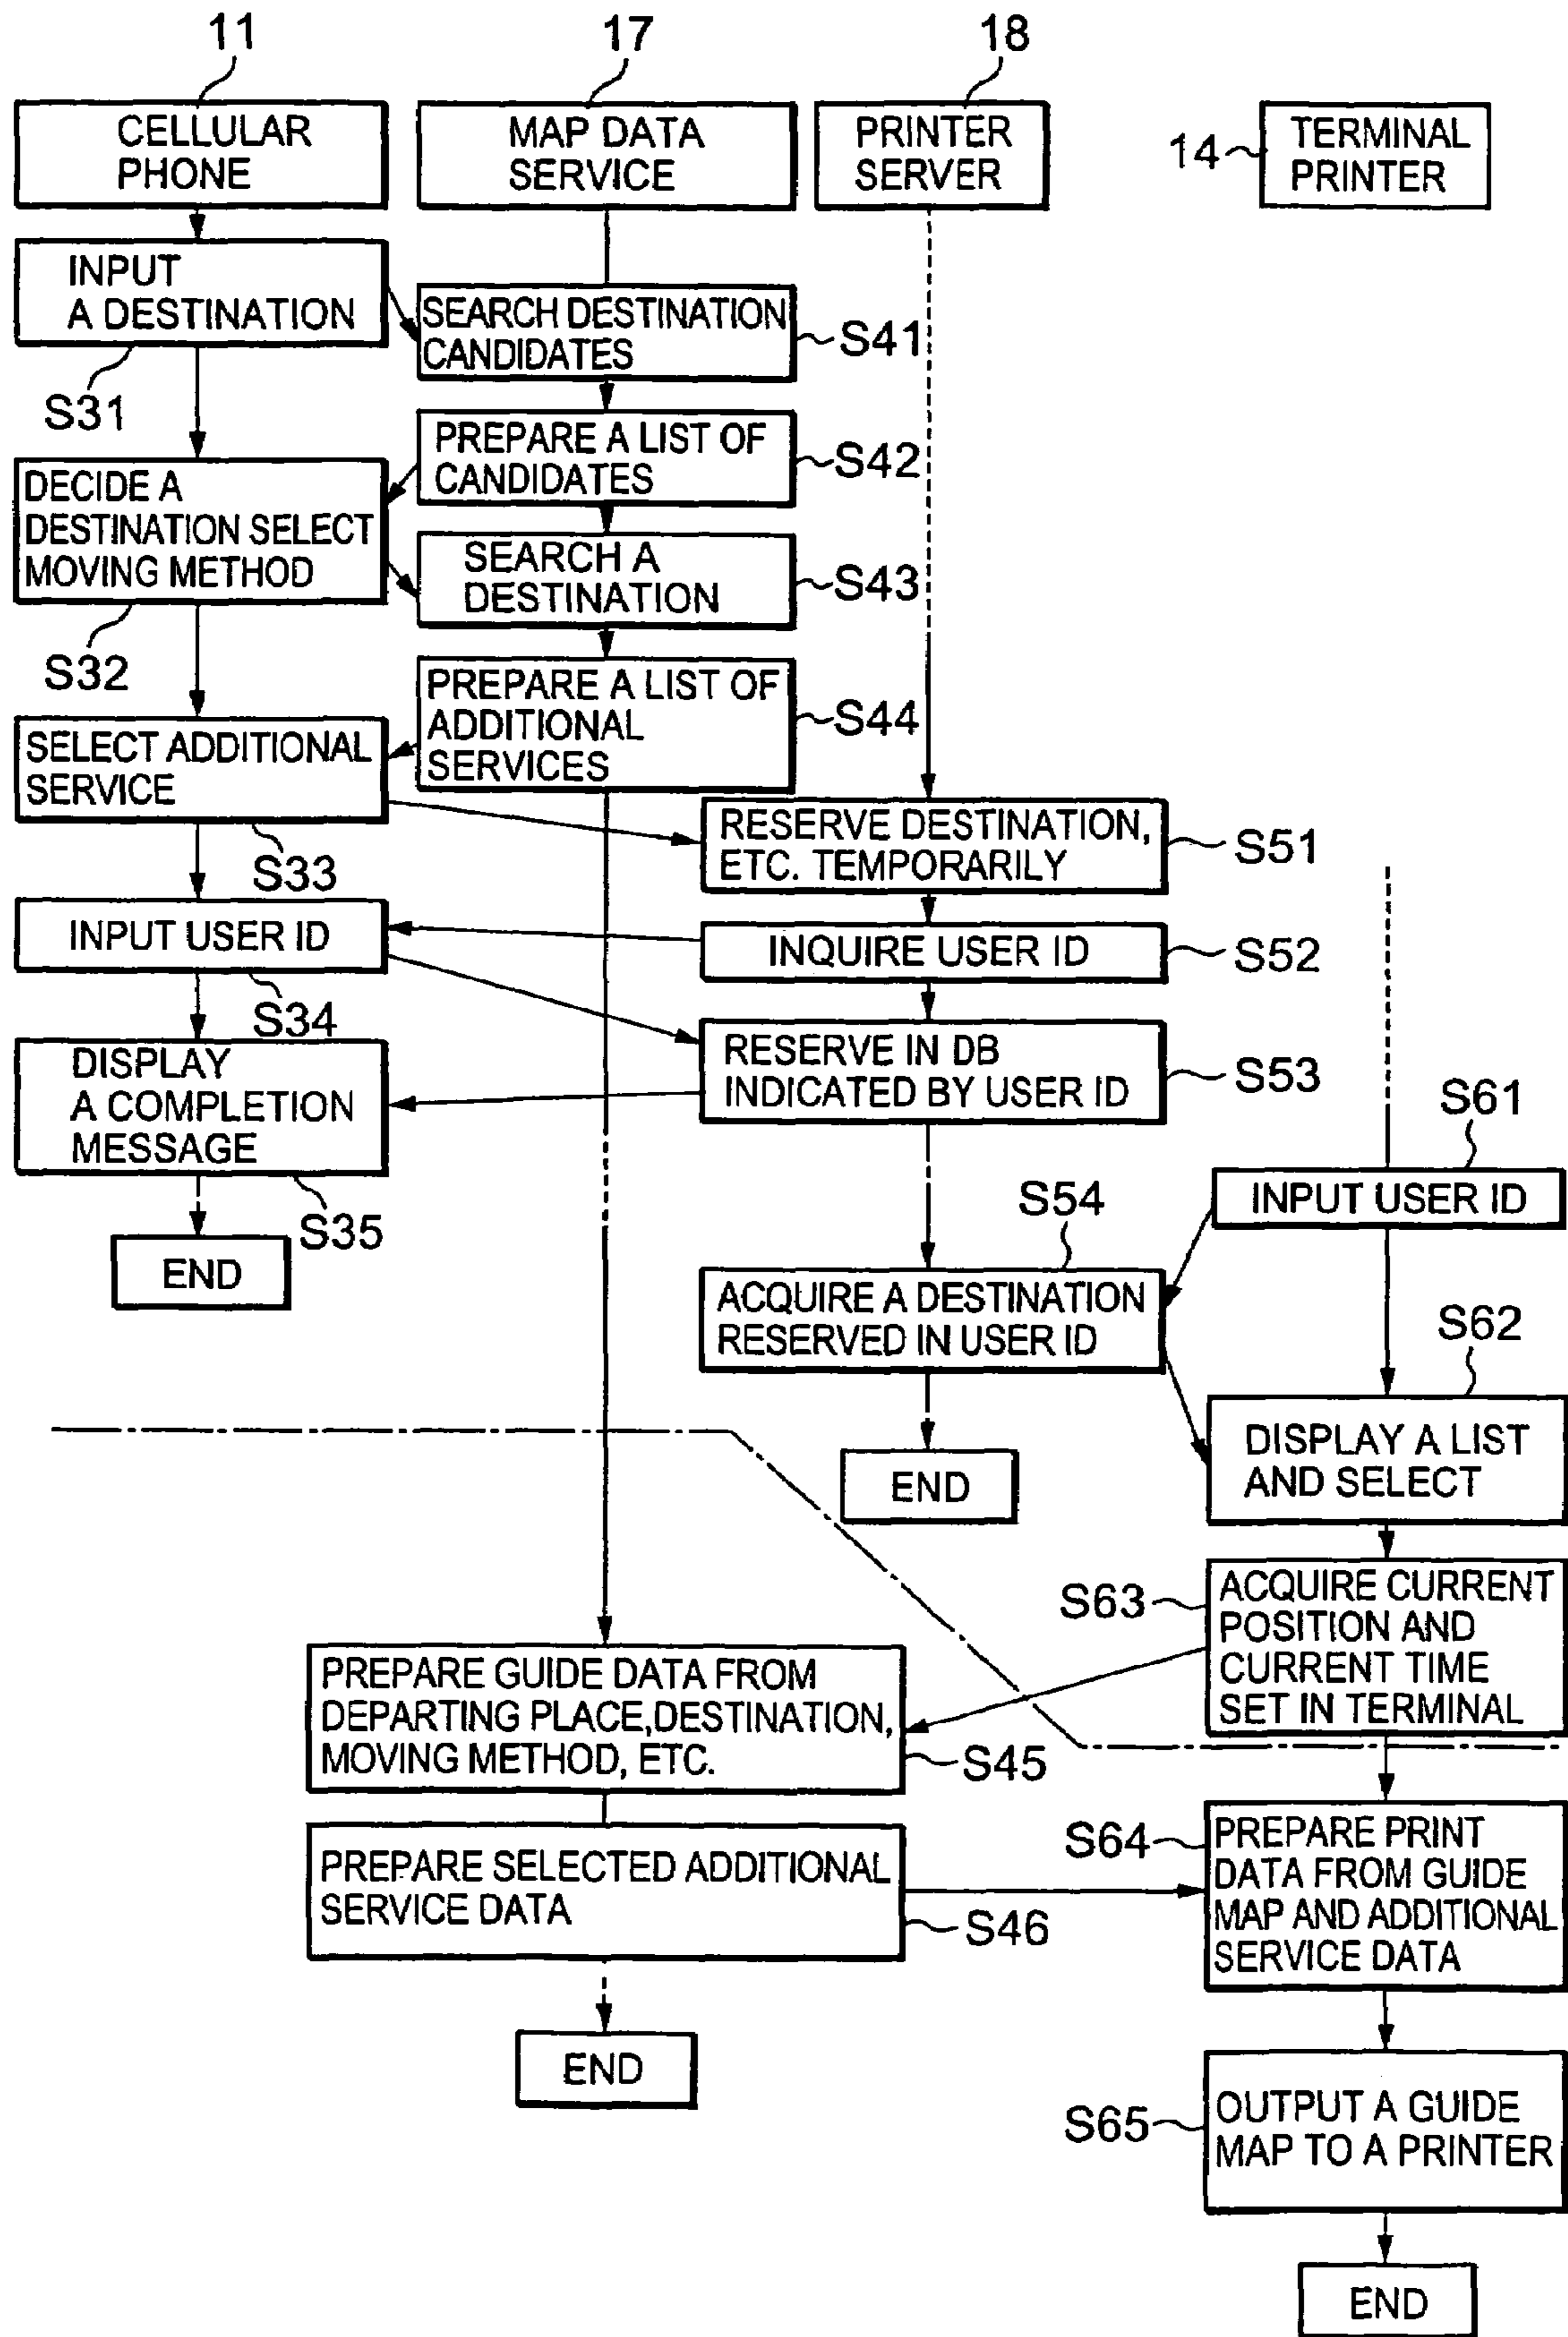 11
17
18
CELLULAR
PHONE
MAP DATA
SERVICE
PRINTER
SERVER
14
TERMINAL
PRINTER
INPUT
A DESTINATION
S31
SEARCH DESTINATION
CANDIDATES
S41
PREPARE A LIST OF
CANDIDATES
S42
DECIDE A
DESTINATION SELECT
MOVING METHOD
S32
SEARCH A
DESTINATION
S43
PREPARE A LIST OF
ADDITIONAL
SERVICES
S44
SELECT ADDITIONAL
SERVICE
S33
RESERVE DESTINATION,
ETC. TEMPORARILY
S51
INPUT USER ID
S34
INQUIRE USER ID
S52
RESERVE IN DB
INDICATED BY USER ID
S53
DISPLAY
A COMPLETION
MESSAGE
S35
END
S61
INPUT USER ID
S54
ACQUIRE A DESTINATION
RESERVED IN USER ID
END
S62
DISPLAY A LIST
AND SELECT
S63
ACQUIRE CURRENT
POSITION AND
CURRENT TIME
SET IN TERMINAL
PREPARE GUIDE DATA FROM
DEPARTING PLACE,DESTINATION,
MOVING METHOD, ETC.
S45
PREPARE SELECTED ADDITIONAL
SERVICE DATA
S46
END
S64
PREPARE PRINT
DATA FROM GUIDE
MAP AND ADDITIONAL
SERVICE DATA
S65
OUTPUT A GUIDE
MAP TO A PRINTER
END